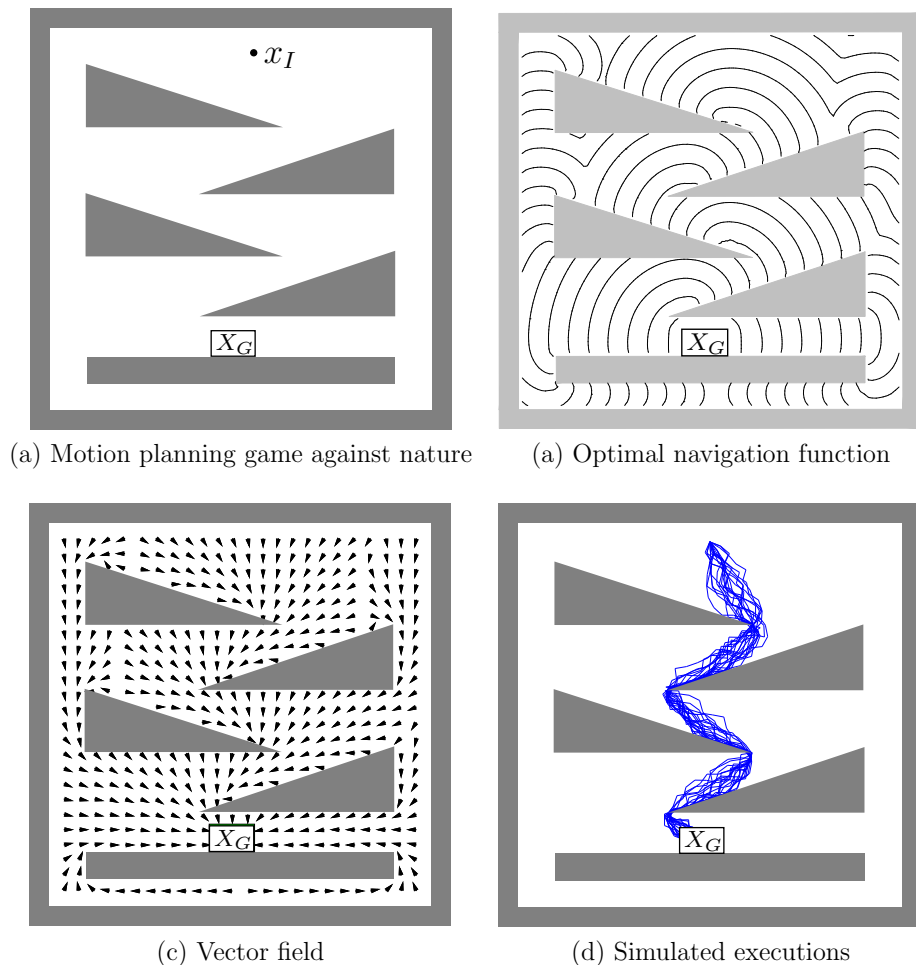 x_I
X_G
X_G
(a) Motion planning game against nature
(a) Optimal navigation function
X_G
X_G
(c) Vector field
(d) Simulated executions